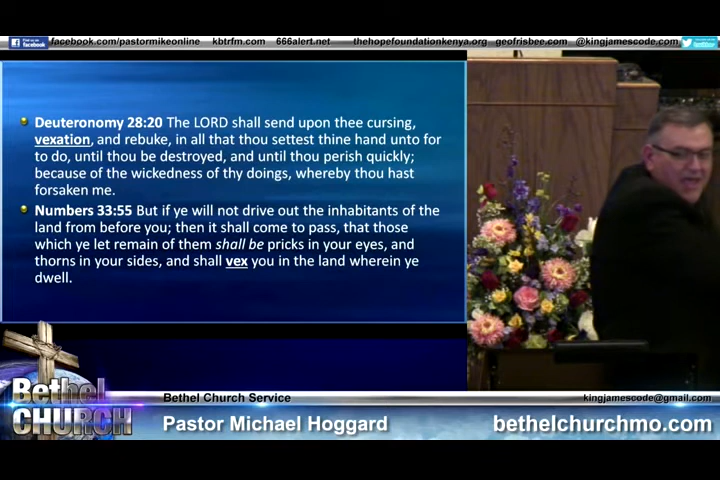 Find us on facebook facebook.com/pastormikeonline kbtrfm.com 666alert.net thehopefoundationkenya.org geofrisbee.com @kingjamescode.com twitter
Deuteronomy 28:20 The LORD shall send upon thee cursing,
vexation, and rebuke, in all that thou settest thine hand unto for
to do, until thou be destroyed, and until thou perish quickly;
because of the wickedness of thy doings, whereby thou hast
forsaken me.
Numbers 33:55 But if ye will not drive out the inhabitants of the
land from before you; then it shall come to pass, that those
which ye let remain of them shall be pricks in your eyes, and
thorns in your sides, and shall vex you in the land wherein ye
dwell.
Bethel
CHURCH
Bethel Church Service kingjamescode@gmail.com
Pastor Michael Hoggard bethelchurchmo.com